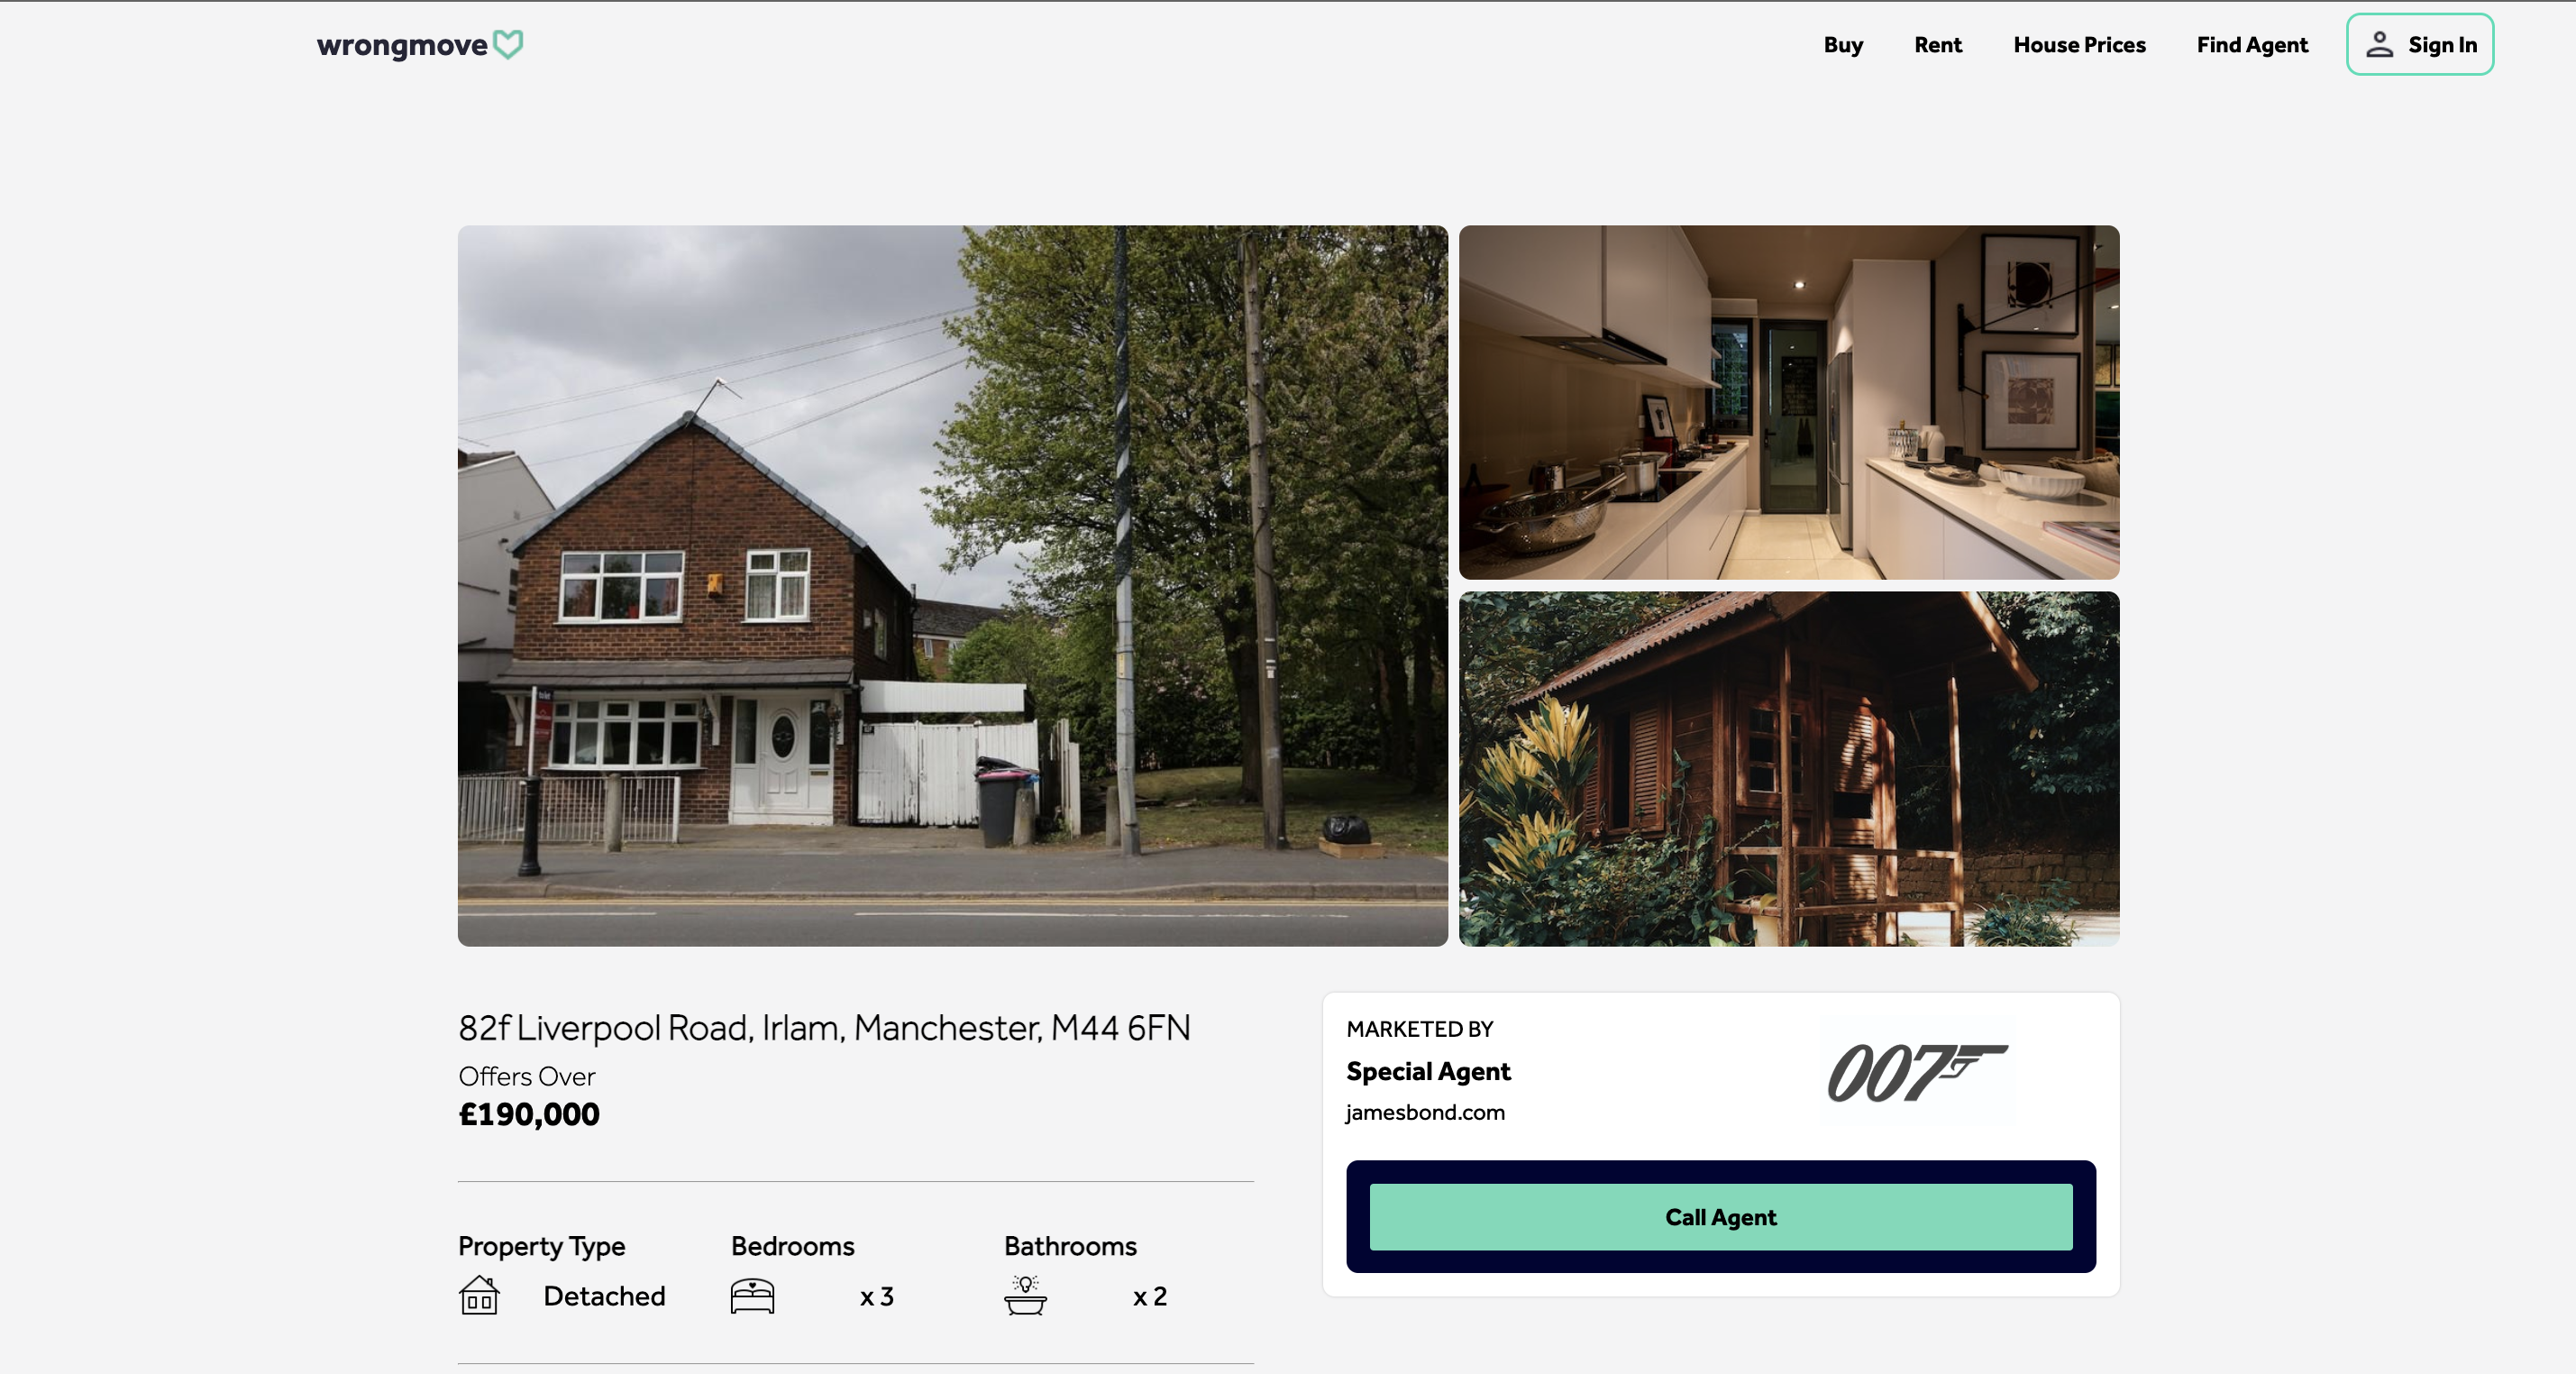 wrongmove
Buy
Rent
House Prices
Find Agent
Sign In
82f Liverpool Road, Irlam, Manchester, M44 6FN
Offers Over
£190,000
Property Type
Bedrooms
Bathrooms
Detached
x 3
x 2
MARKETED BY
Special Agent
jamesbond.com
007
Call Agent